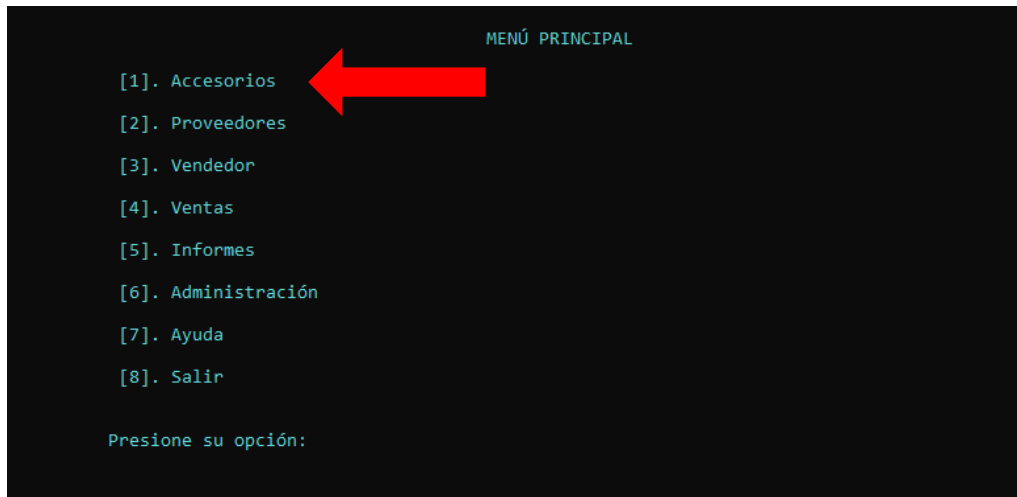 MENÚ PRINCIPAL
[1]. Accesorios
[2]. Proveedores
[3]. Vendedor
[4]. Ventas
[5]. Informes
[6]. Administración
[7]. Ayuda
[8]. Salir
Presione su opción: